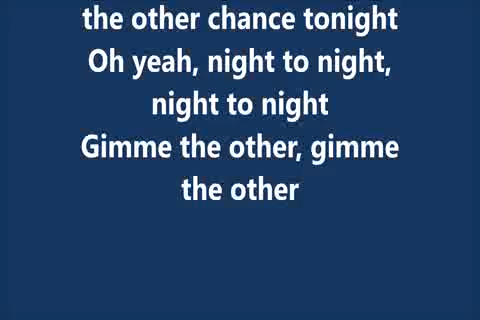 the other chance tonight
Oh yeah, night to night,
night to night
Gimme the other, gimme
the other